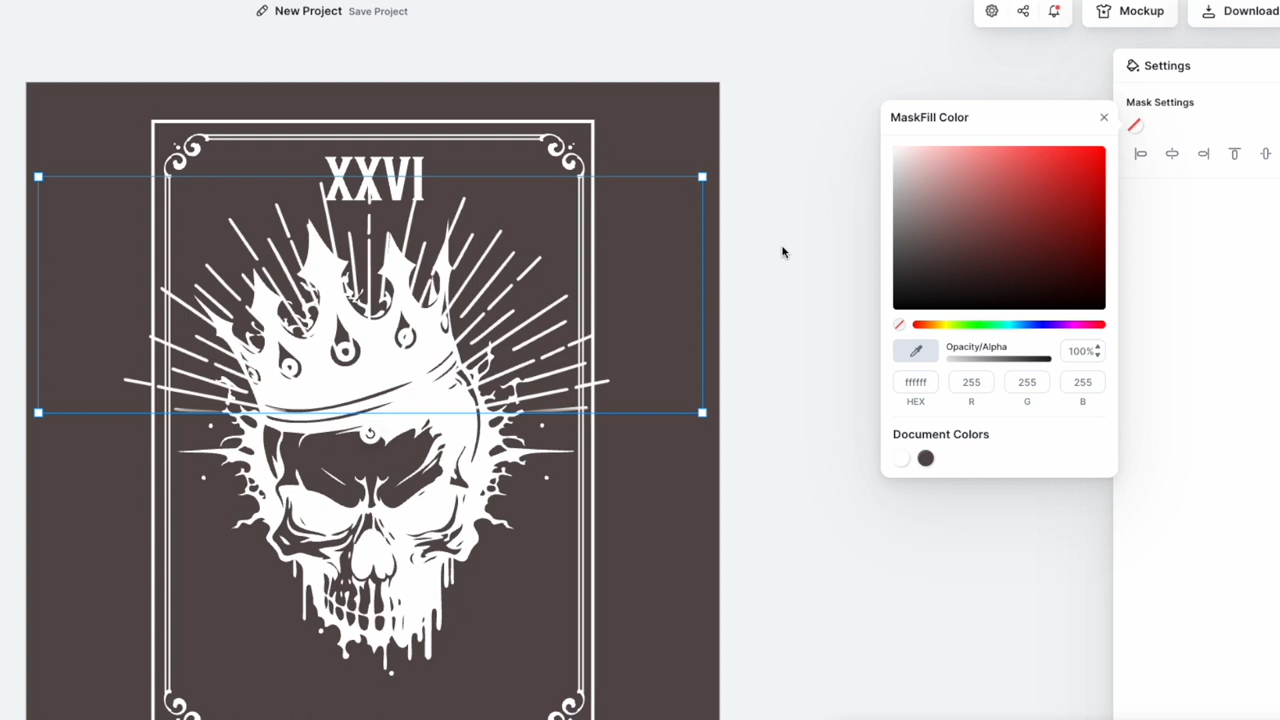 New Project Save Project
Mockup
Download
Settings
Mask Settings
MaskFill Color
XXVI
Opacity/Alpha
100%
ffffff 255 255 255
HEX R G B
Document Colors